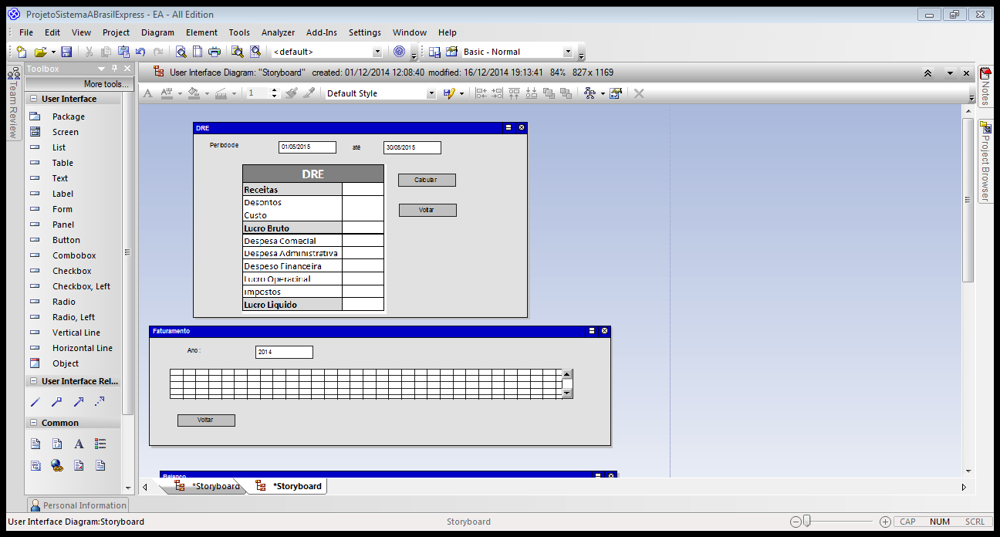 ProjetoSistemaABrasilExpress - EA - All Edition
File Edit View Project Diagram Element Tools Analyzer Add-Ins Settings Window Help
<default> Basic - Normal
Toolbox
User Interface Diagram: "Storyboard" created: 01/12/2014 12:08:40 modified: 16/12/2014 19:13:41 84% 827 x 1169
More tools...
1 Default Style
Team Review
Notes
Project Browser
User Interface
Package
Screen
List
Table
Text
Label
Form
Panel
Button
Combobox
Checkbox
Checkbox, Left
Radio
Radio, Left
Vertical Line
Horizontal Line
Object
User Interface Rel...
Common
DRE
Periodo de 01/05/2015 até 30/05/2015
DRE
Calcular
Receitas
Descontos
Voltar
Custo
Lucro Bruto
Despesa Comecial
Despesa Administrativa
Despeso Financeira
Lucro Operacinal
Impostos
Lucro Liquido
Faturamento
Ano : 2014
Voltar
Balanço
*Storyboard *Storyboard
Personal Information
User Interface Diagram:Storyboard Storyboard CAP NUM SCRL